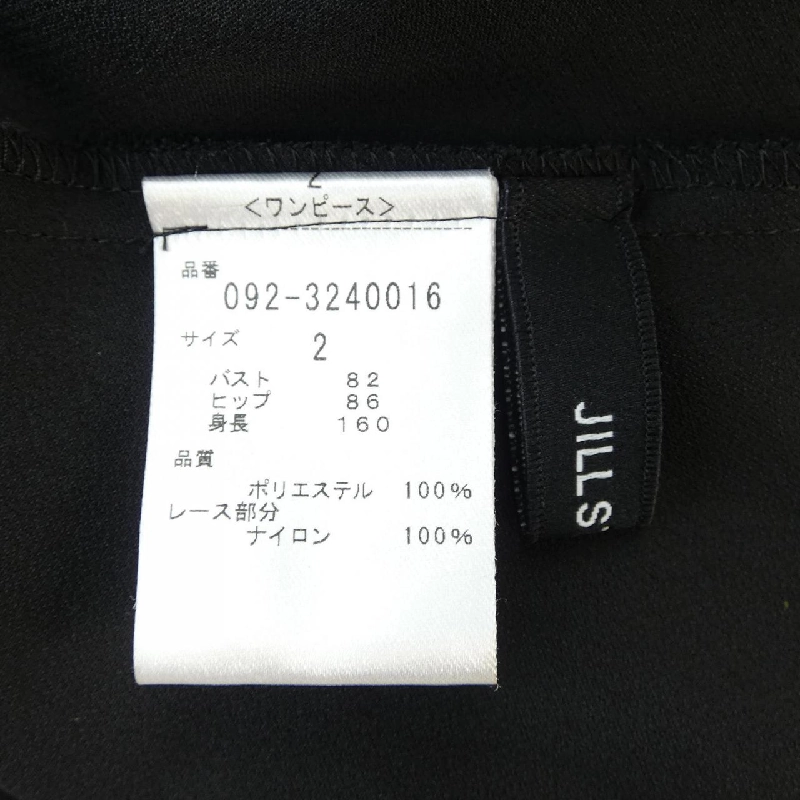 2
<ワンピース>
品番
092-3240016
サイズ 2
バスト 82
ヒップ 86
身長 160
品質
ポリエステル 100%
レース部分
ナイロン 100%
JILLS